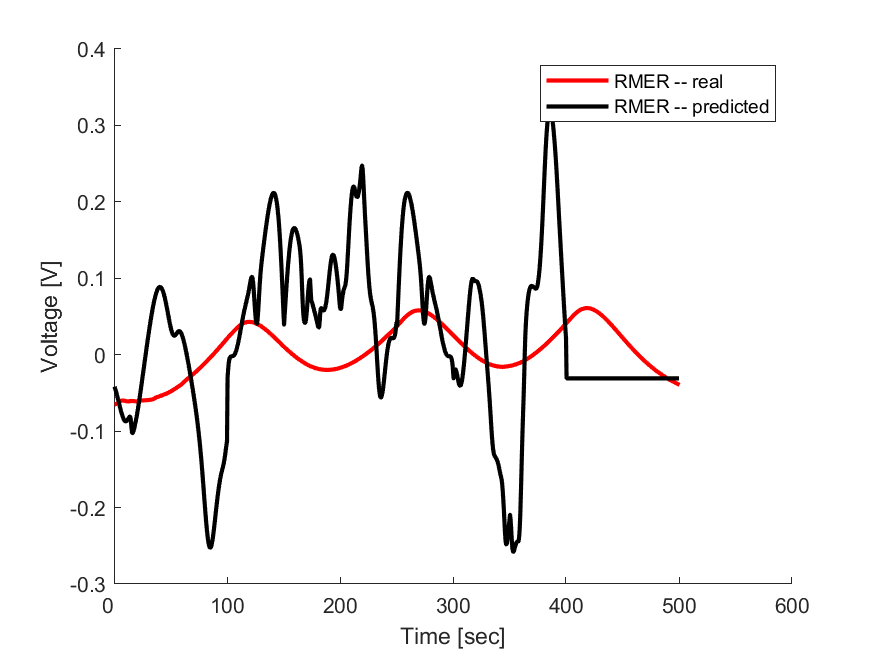 0.4
0.3
0.2
0.1
0
-0.1
-0.2
-0.3
0 100 200 300 400 500 600
Voltage [V]
Time [sec]
RMER -- real
RMER -- predicted